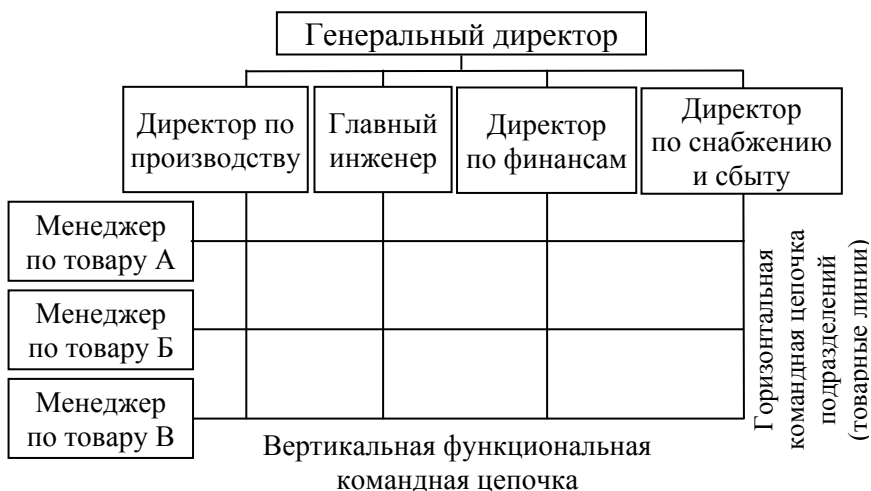 Генеральный директор
Директор по
производству
Главный
инженер
Директор
по финансам
Директор
по снабжению
и сбыту
Менеджер
по товару А
Менеджер
по товару Б
Менеджер
по товару В
Горизонтальная
командная цепочка
подразделений
(товарные линии)
Вертикальная функциональная
командная цепочка